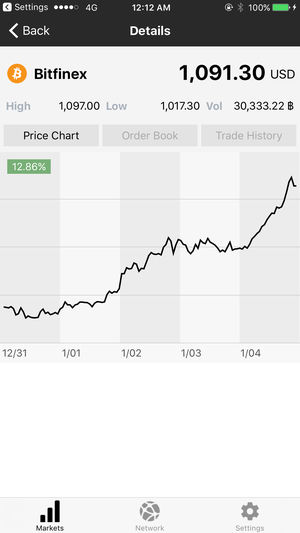 Settings 4G 12:12 AM 100%
Back Details
Bitfinex 1,091.30 USD
High 1,097.00 Low 1,017.30 Vol 30,333.22 ฿
Price Chart Order Book Trade History
12.86%
12/31 1/01 1/02 1/03 1/04
Markets Network Settings